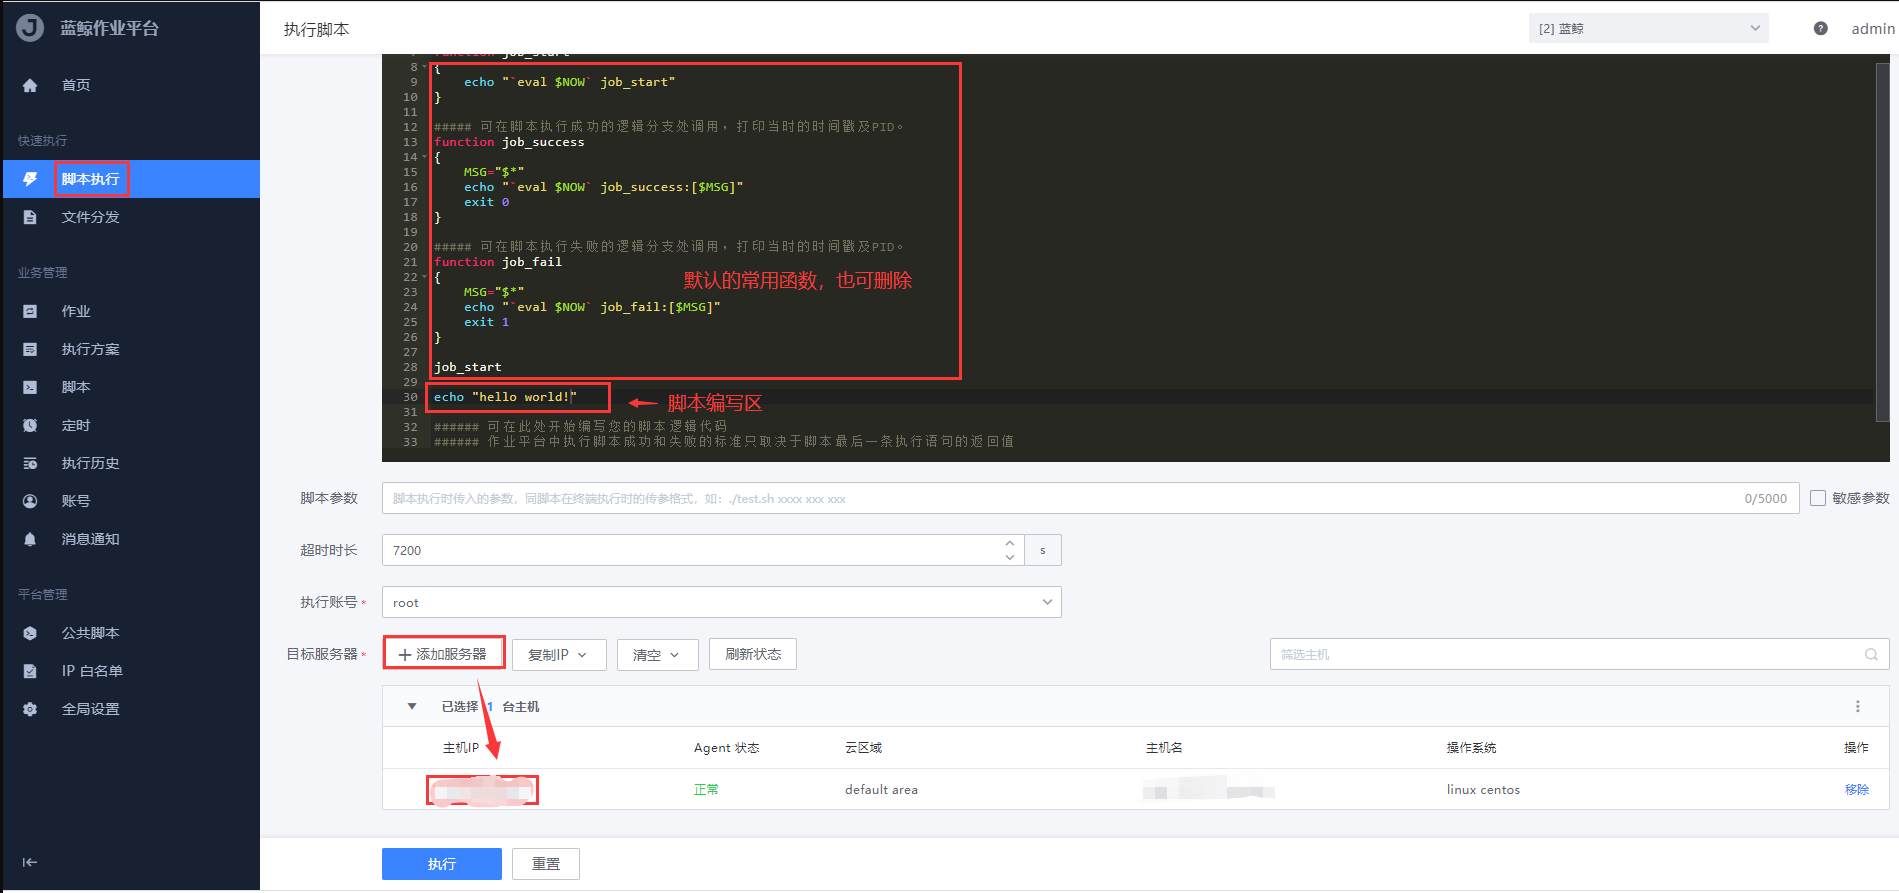 蓝鲸作业平台
首页
快速执行
脚本执行
文件分发
业务管理
作业
执行方案
脚本
定时
执行历史
账号
消息通知
平台管理
公共脚本
IP 白名单
全局设置
执行脚本
[2] 蓝鲸
admin
7 function job_start
8 {
9 echo "`eval $NOW` job_start"
10 }
11
12 ##### 可在脚本执行成功的逻辑分支处调用，打印当时的时间戳及PID。
13 function job_success
14 {
15 MSG="$*"
16 echo "`eval $NOW` job_success:[$MSG]"
17 exit 0
18 }
19
20 ##### 可在脚本执行失败的逻辑分支处调用，打印当时的时间戳及PID。
21 function job_fail
22 {
默认的常用函数，也可删除
23 MSG="$*"
24 echo "`eval $NOW` job_fail:[$MSG]"
25 exit 1
26 }
27
28 job_start
29
30 echo "hello world!"
脚本编写区
31
32 ###### 可在此处开始编写您的脚本逻辑代码
33 ###### 作业平台中执行脚本成功和失败的标准只取决于脚本最后一条执行语句的返回值
脚本参数 脚本执行时传入的参数，同脚本在终端执行时的传参格式，如：./test.sh xxxx xxx xxx 0/5000 敏感参数
超时时长 7200 s
执行账号 * root
目标服务器 * 添加服务器 复制IP 清空 刷新状态 筛选主机
已选择 1 台主机
主机IP Agent 状态 云区域 主机名 操作系统 操作
正常 default area linux centos 移除
执行 重置